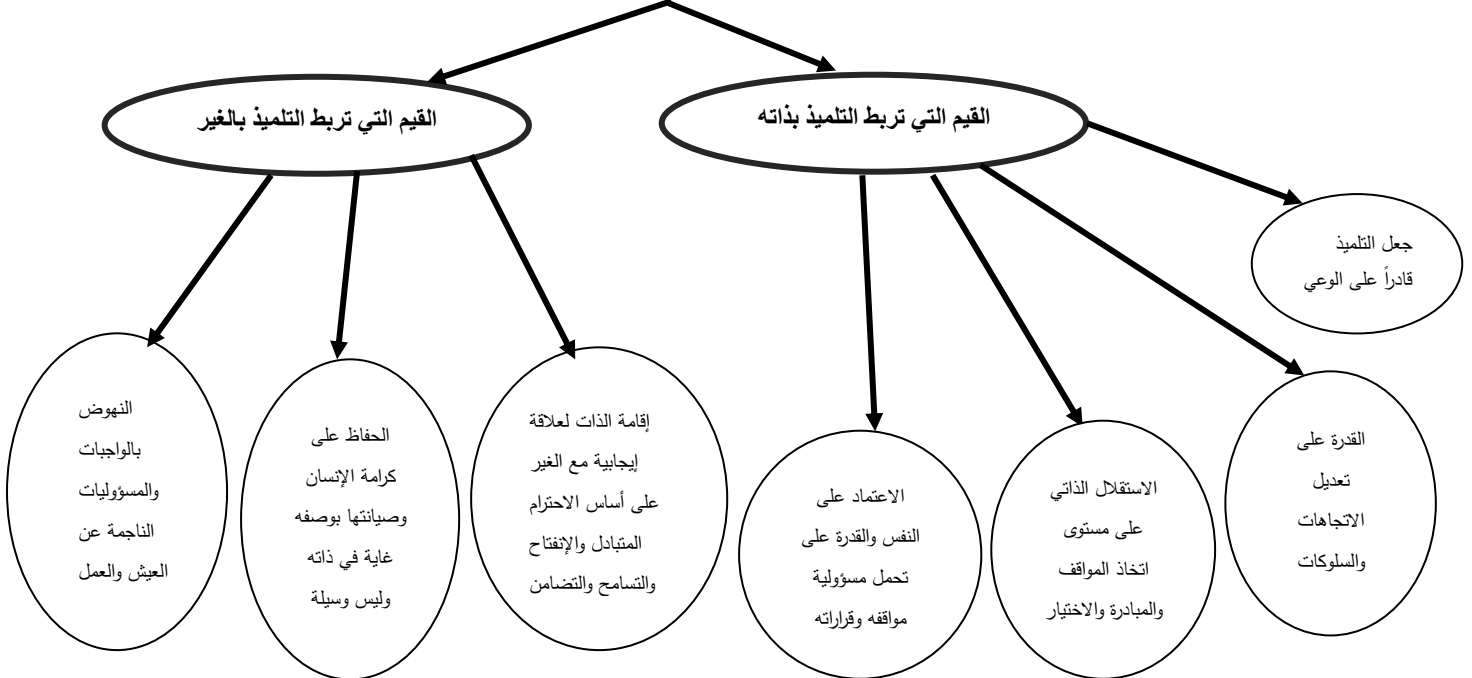 القيم التي تربط التلميذ بذاته
القيم التي تربط التلميذ بالغير
جعل التلميذ
قادراً على الوعي
القدرة على
تعديل
الاتجاهات
والسلوكات
الاستقلال الذاتي
على مستوى
اتخاذ المواقف
والمبادرة والاختيار
الاعتماد على
النفس والقدرة على
تحمل مسؤولية
مواقفه وقراراته
إقامة الذات لعلاقة
إيجابية مع الغير
على أساس الاحترام
المتبادل والإنفتاح
والتسامح والتضامن
الحفاظ على
كرامة الإنسان
وصيانتها بوصفه
غاية في ذاته
وليس وسيلة
النهوض
بالواجبات
والمسؤوليات
الناجمة عن
العيش والعمل